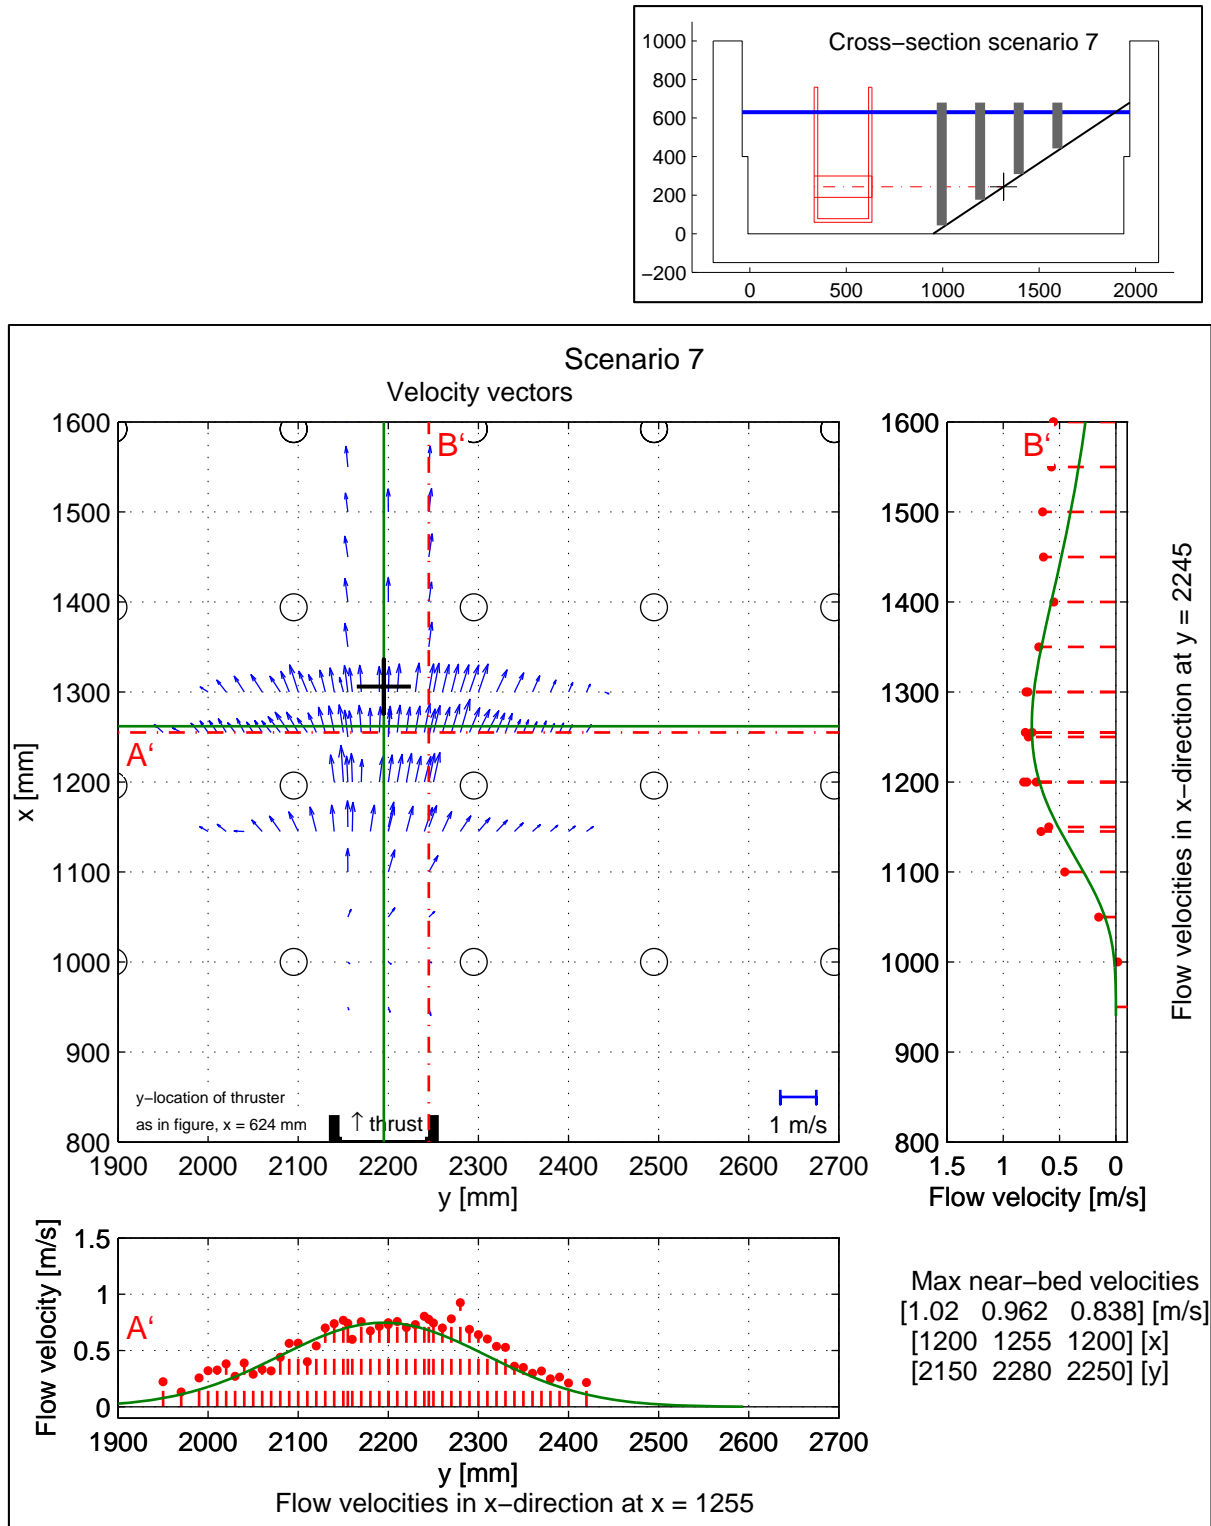 Cross−section scenario 7
1000
800
600
400
200
0
−200
0 500 1000 1500 2000
Scenario 7
Velocity vectors
B‘
A‘
x [mm]
1600
1500
1400
1300
1200
1100
1000
900
800
y−location of thruster
as in figure, x = 624 mm
↑ thrust
1 m/s
1900 2000 2100 2200 2300 2400 2500 2600 2700
y [mm]
B‘
1600
1500
1400
1300
1200
1100
1000
900
800
1.5 1 0.5 0
Flow velocity [m/s]
Flow velocities in x−direction at y = 2245
Flow velocity [m/s]
1.5
1
0.5
0
A‘
1900 2000 2100 2200 2300 2400 2500 2600 2700
y [mm]
Flow velocities in x−direction at x = 1255
Max near−bed velocities
[1.02 0.962 0.838] [m/s]
[1200 1255 1200] [x]
[2150 2280 2250] [y]